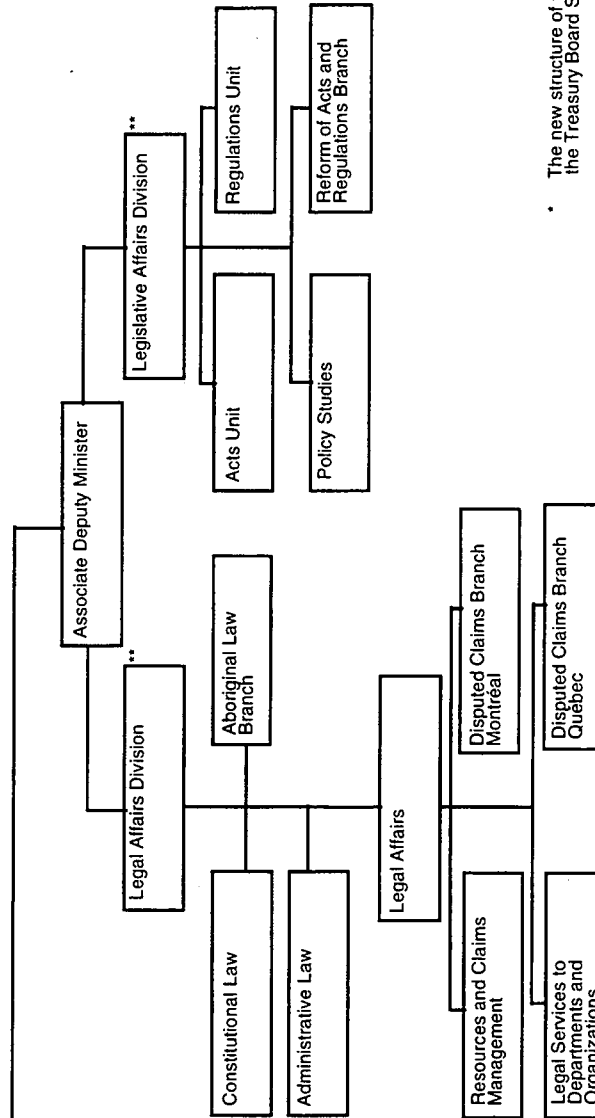 Associate Deputy Minister
Legal Affairs Division **
Legislative Affairs Division **
Constitutional Law
Aboriginal Law
Branch
Administrative Law
Acts Unit
Regulations Unit
Policy Studies
Reform of Acts and
Regulations Branch
Legal Affairs
Resources and Claims
Management
Disputed Claims Branch
Montréal
Legal Services to
Departments and
Organizations
Disputed Claims Branch
Québec
* The new structure of
the Treasury Board S